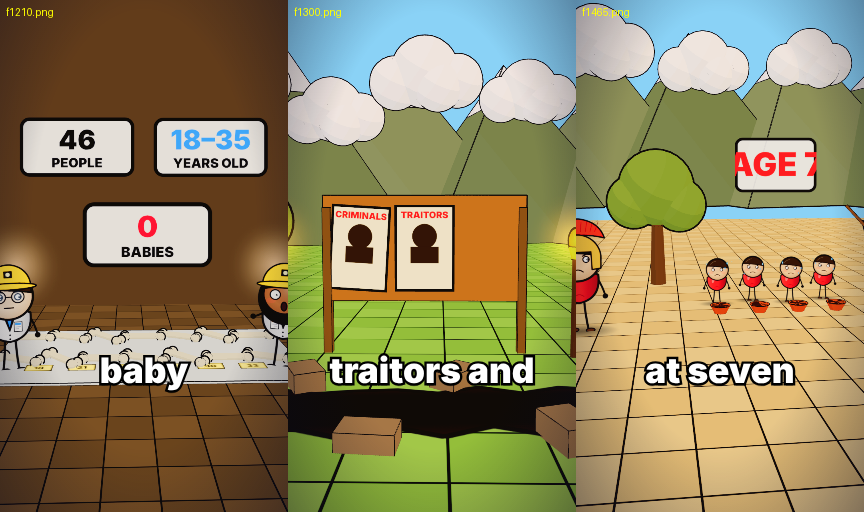 f1210.png
46
PEOPLE
18–35
YEARS OLD
0
BABIES
baby
f1300.png
CRIMINALS
TRAITORS
traitors and
f1465.png
AGE 7
at seven